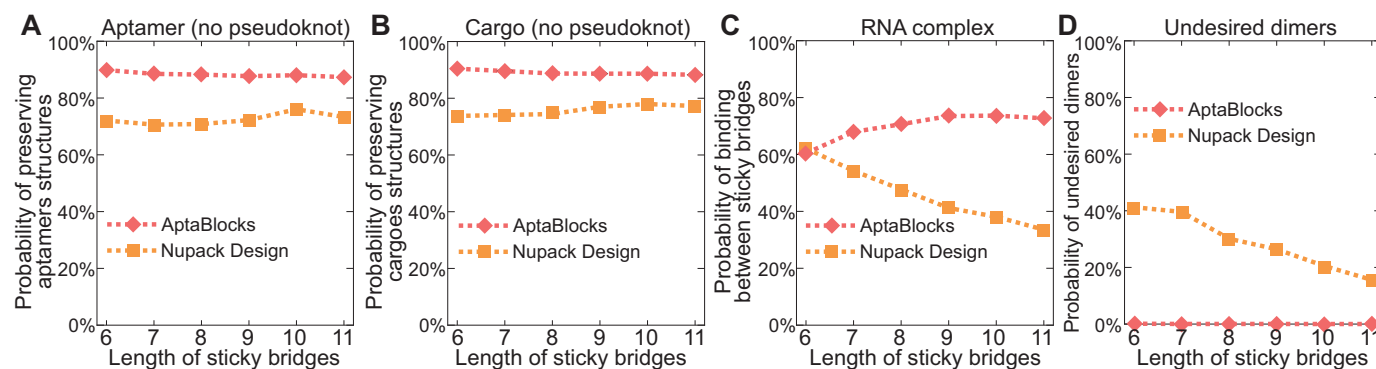 A Aptamer (no pseudoknot)
Probability of preserving
aptamers structures
100%
80%
60%
40%
20%
0%
AptaBlocks
Nupack Design
6 7 8 9 10 11
Length of sticky bridges
B Cargo (no pseudoknot)
Probability of preserving
cargoes structures
100%
80%
60%
40%
20%
0%
AptaBlocks
Nupack Design
6 7 8 9 10 11
Length of sticky bridges
C RNA complex
Probability of binding
between sticky bridges
100%
80%
60%
40%
20%
0%
AptaBlocks
Nupack Design
6 7 8 9 10 11
Length of sticky bridges
D Undesired dimers
Probability of undesired dimers
100%
80%
60%
40%
20%
0%
AptaBlocks
Nupack Design
6 7 8 9 10 11
Length of sticky bridges